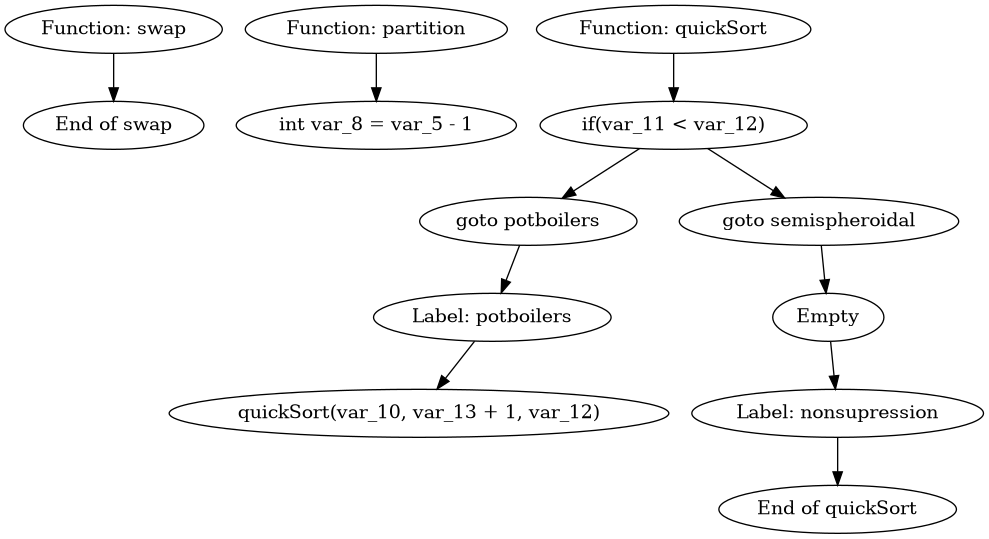 Function: swap
Function: partition
Function: quickSort
End of swap
int var_8 = var_5 - 1
if(var_11 < var_12)
goto potboilers
goto semispheroidal
Label: potboilers
Empty
quickSort(var_10, var_13 + 1, var_12)
Label: nonsupression
End of quickSort